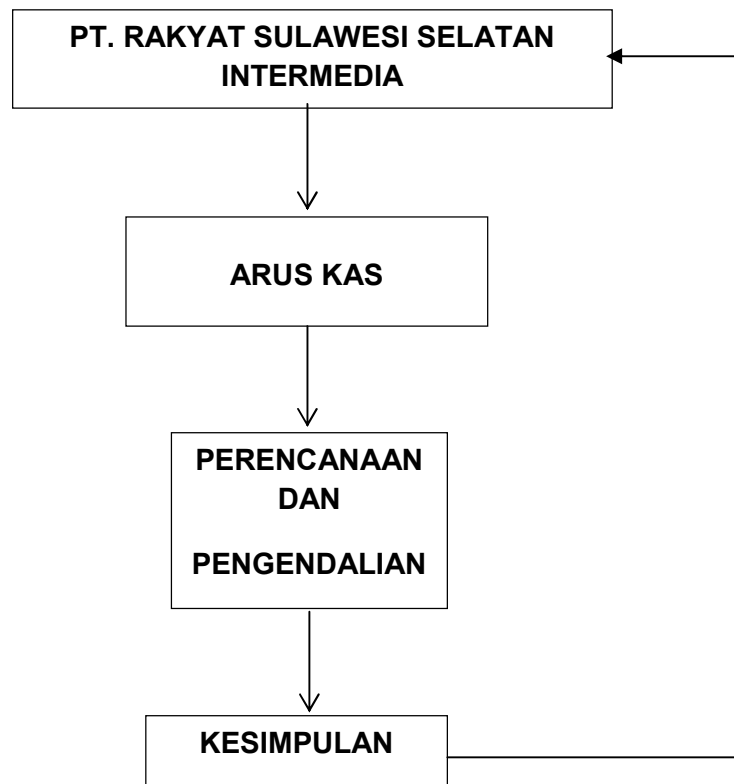 PT. RAKYAT SULAWESI SELATAN
INTERMEDIA
ARUS KAS
PERENCANAAN
DAN
PENGENDALIAN
KESIMPULAN